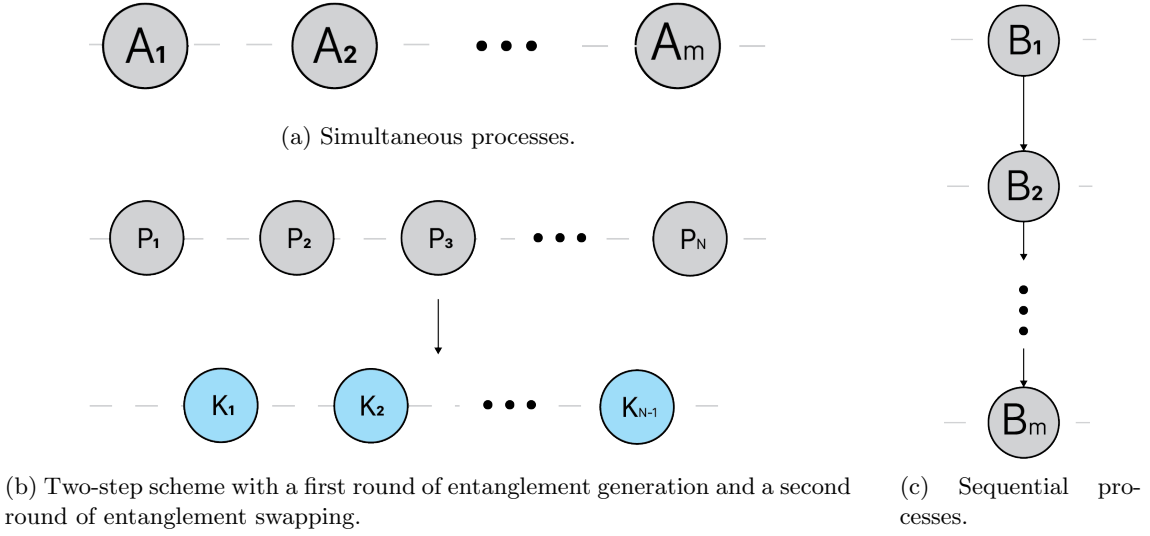 A₁ A₂ ••• Am
(a) Simultaneous processes.
P₁ P₂ P₃ ••• PN
K₁ K₂ ••• KN-1
(b) Two-step scheme with a first round of entanglement generation and a second
round of entanglement swapping.
B₁
B₂
Bm
(c) Sequential pro-
cesses.